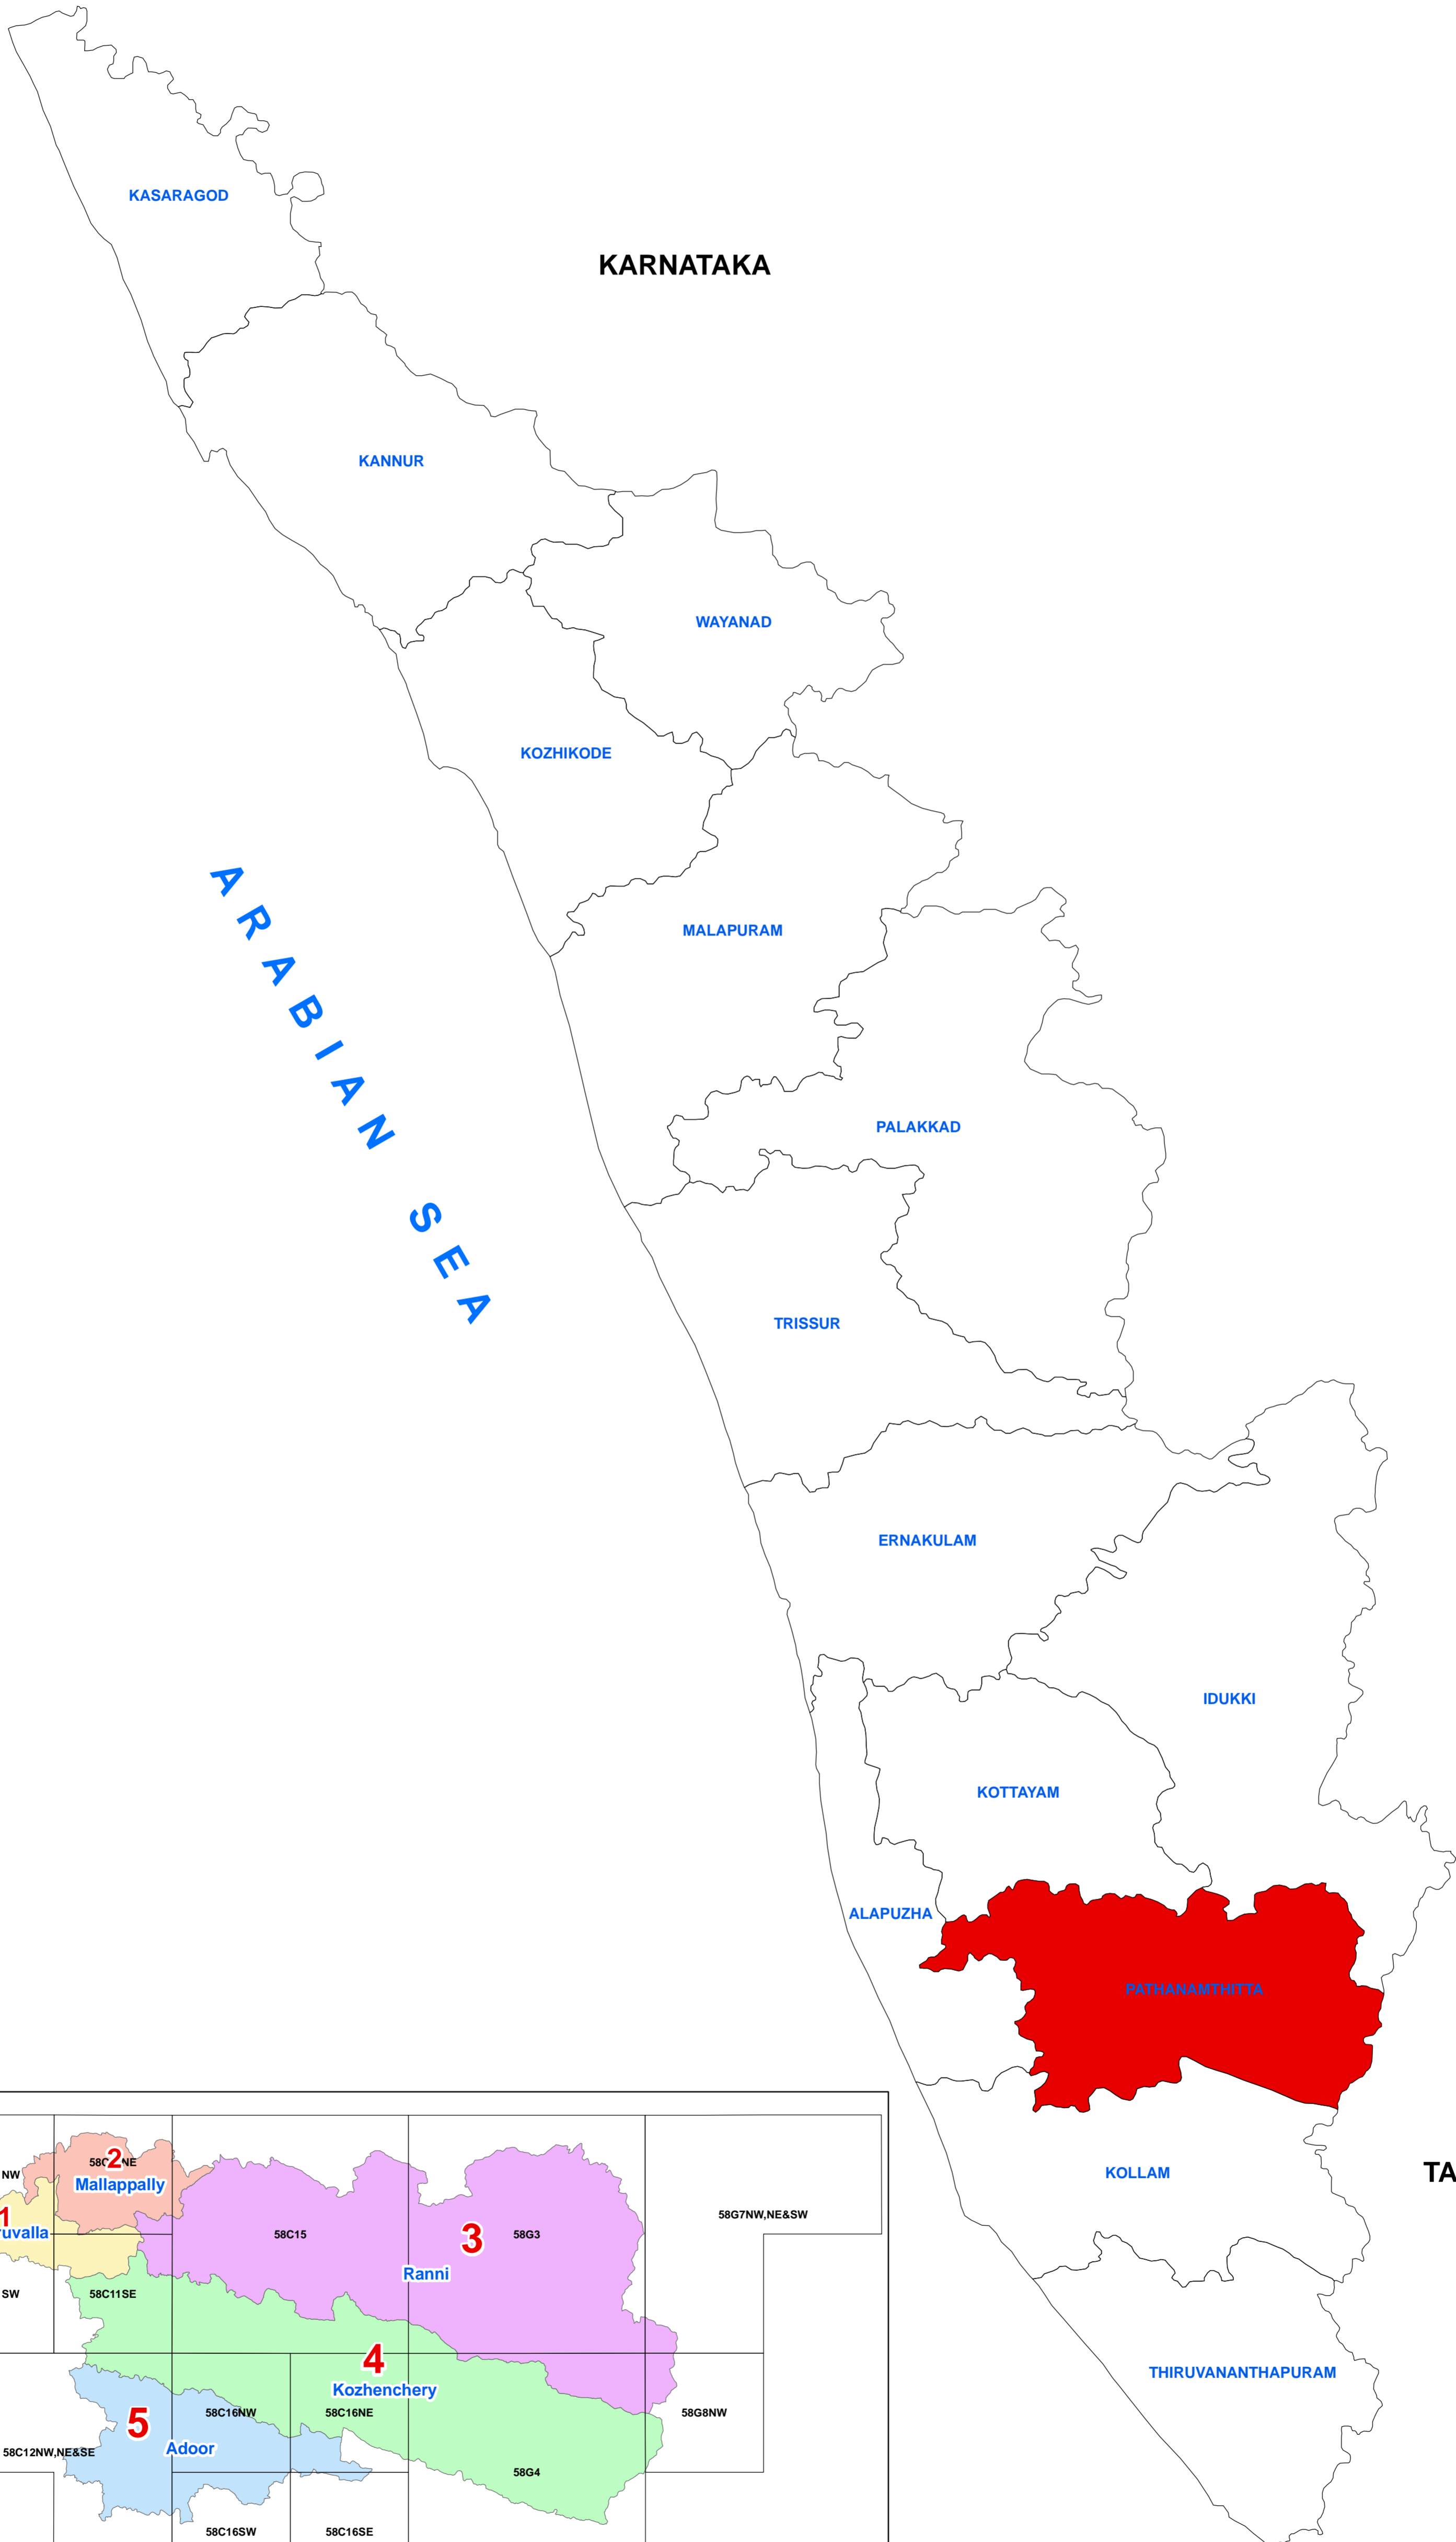 KASARAGOD
KARNATAKA
KANNUR
WAYANAD
KOZHIKODE
ARABIAN SEA
MALAPURAM
PALAKKAD
TRISSUR
ERNAKULAM
IDUKKI
KOTTAYAM
ALAPUZHA
PATHANAMTHITTA
KOLLAM
TA
THIRUVANANTHAPURAM
NW
2
Mallappally
1
ruvalla
58C15
3
58G3
58G7NW,NE&SW
Ranni
SW
58C11SE
4
Kozhenchery
58C16NW
58C16NE
58G8NW
5
Adoor
58C12NW,NE&SE
58G4
58C16SW
58C16SE